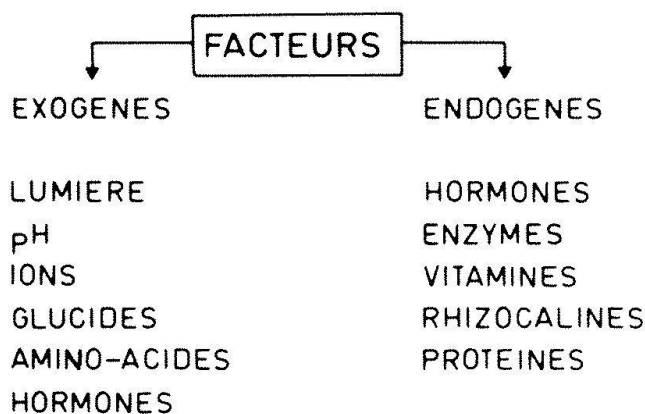 FACTEURS
EXOGENES
LUMIERE
pH
IONS
GLUCIDES
AMINO-ACIDES
HORMONES
ENDOGENES
HORMONES
ENZYMES
VITAMINES
RHIZOCALINES
PROTEINES